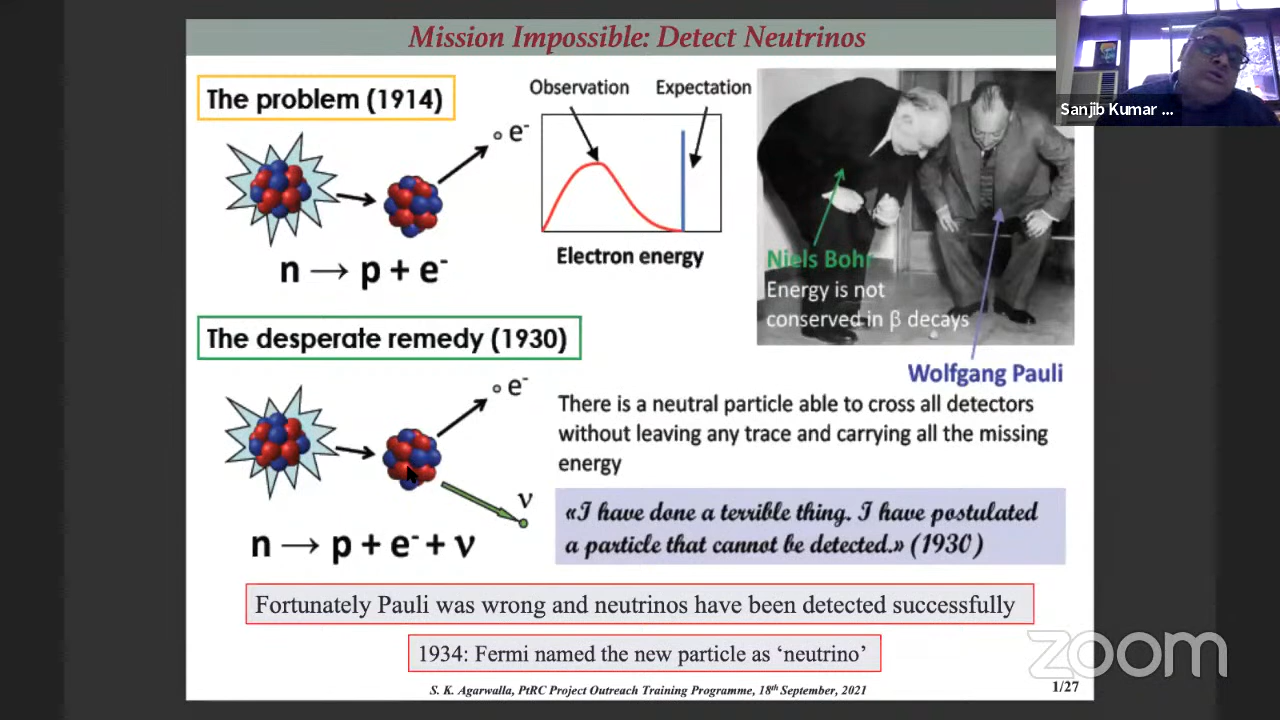 Mission Impossible: Detect Neutrinos
The problem (1914)
e⁻
n → p + e⁻
Observation
Expectation
Electron energy
Niels Bohr
Energy is not
conserved in β decays
Wolfgang Pauli
Sanjib Kumar ...
The desperate remedy (1930)
e⁻
ν
n → p + e⁻ + ν
There is a neutral particle able to cross all detectors
without leaving any trace and carrying all the missing
energy
«I have done a terrible thing. I have postulated
a particle that cannot be detected.» (1930)
Fortunately Pauli was wrong and neutrinos have been detected successfully
1934: Fermi named the new particle as ‘neutrino’
S. K. Agarwalla, PtRC Project Outreach Training Programme, 18th September, 2021
1/27
zoom